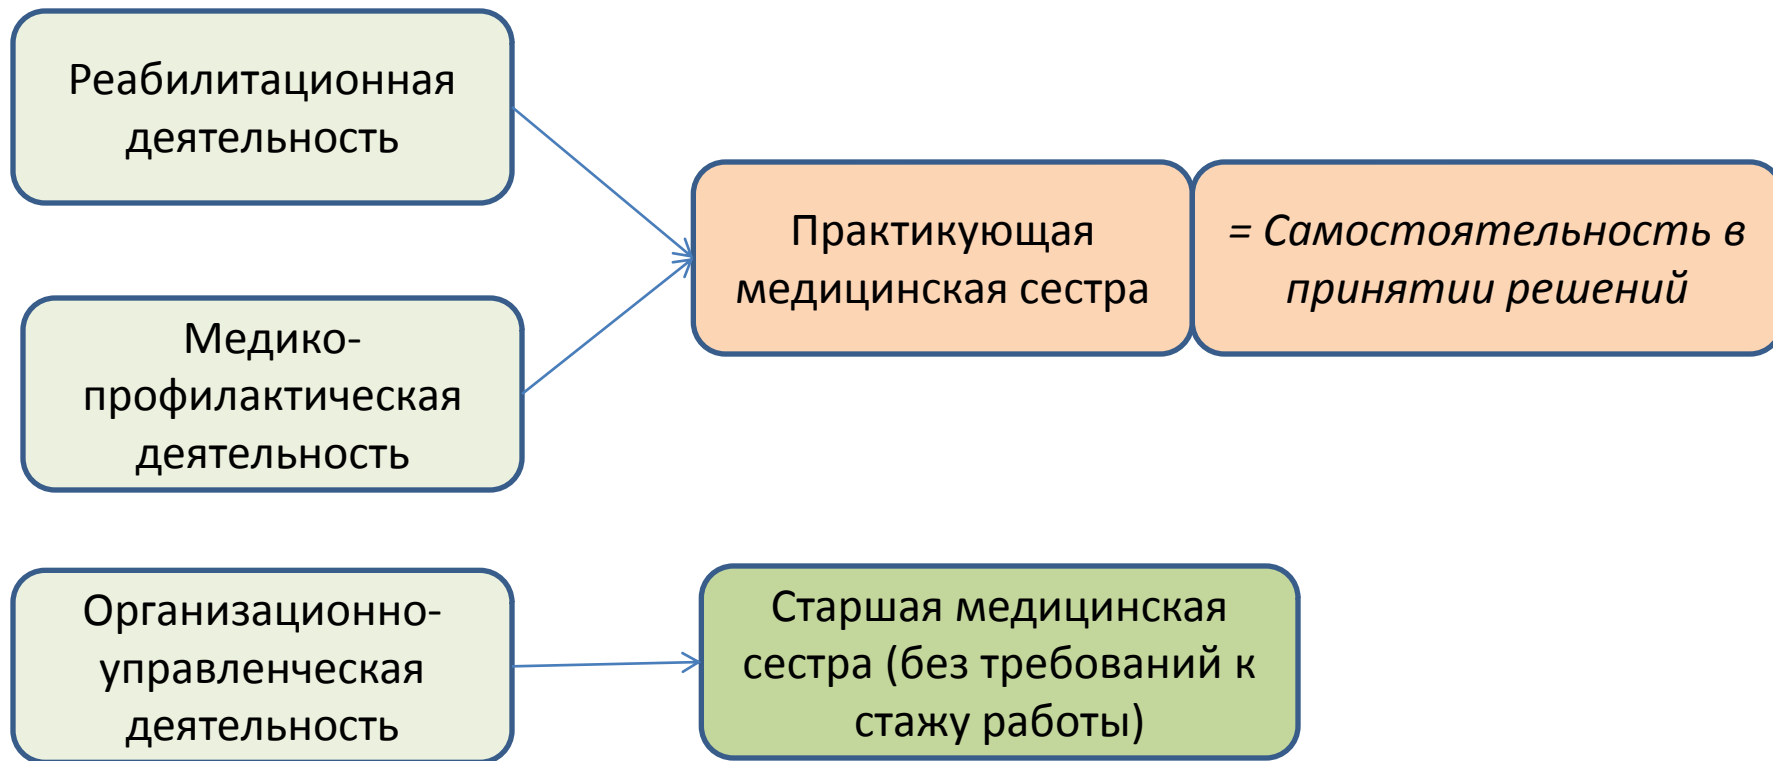 Реабилитационная
деятельность
Практикующая
медицинская сестра
= Самостоятельность в
принятии решений
Медико-
профилактическая
деятельность
Организационно-
управленческая
деятельность
Старшая медицинская
сестра (без требований к
стажу работы)